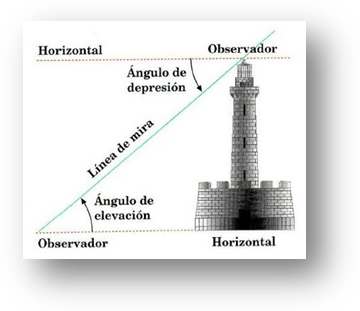 Horizontal
Observador
Ángulo de
depresión
Línea de mira
Ángulo de
elevación
Observador
Horizontal